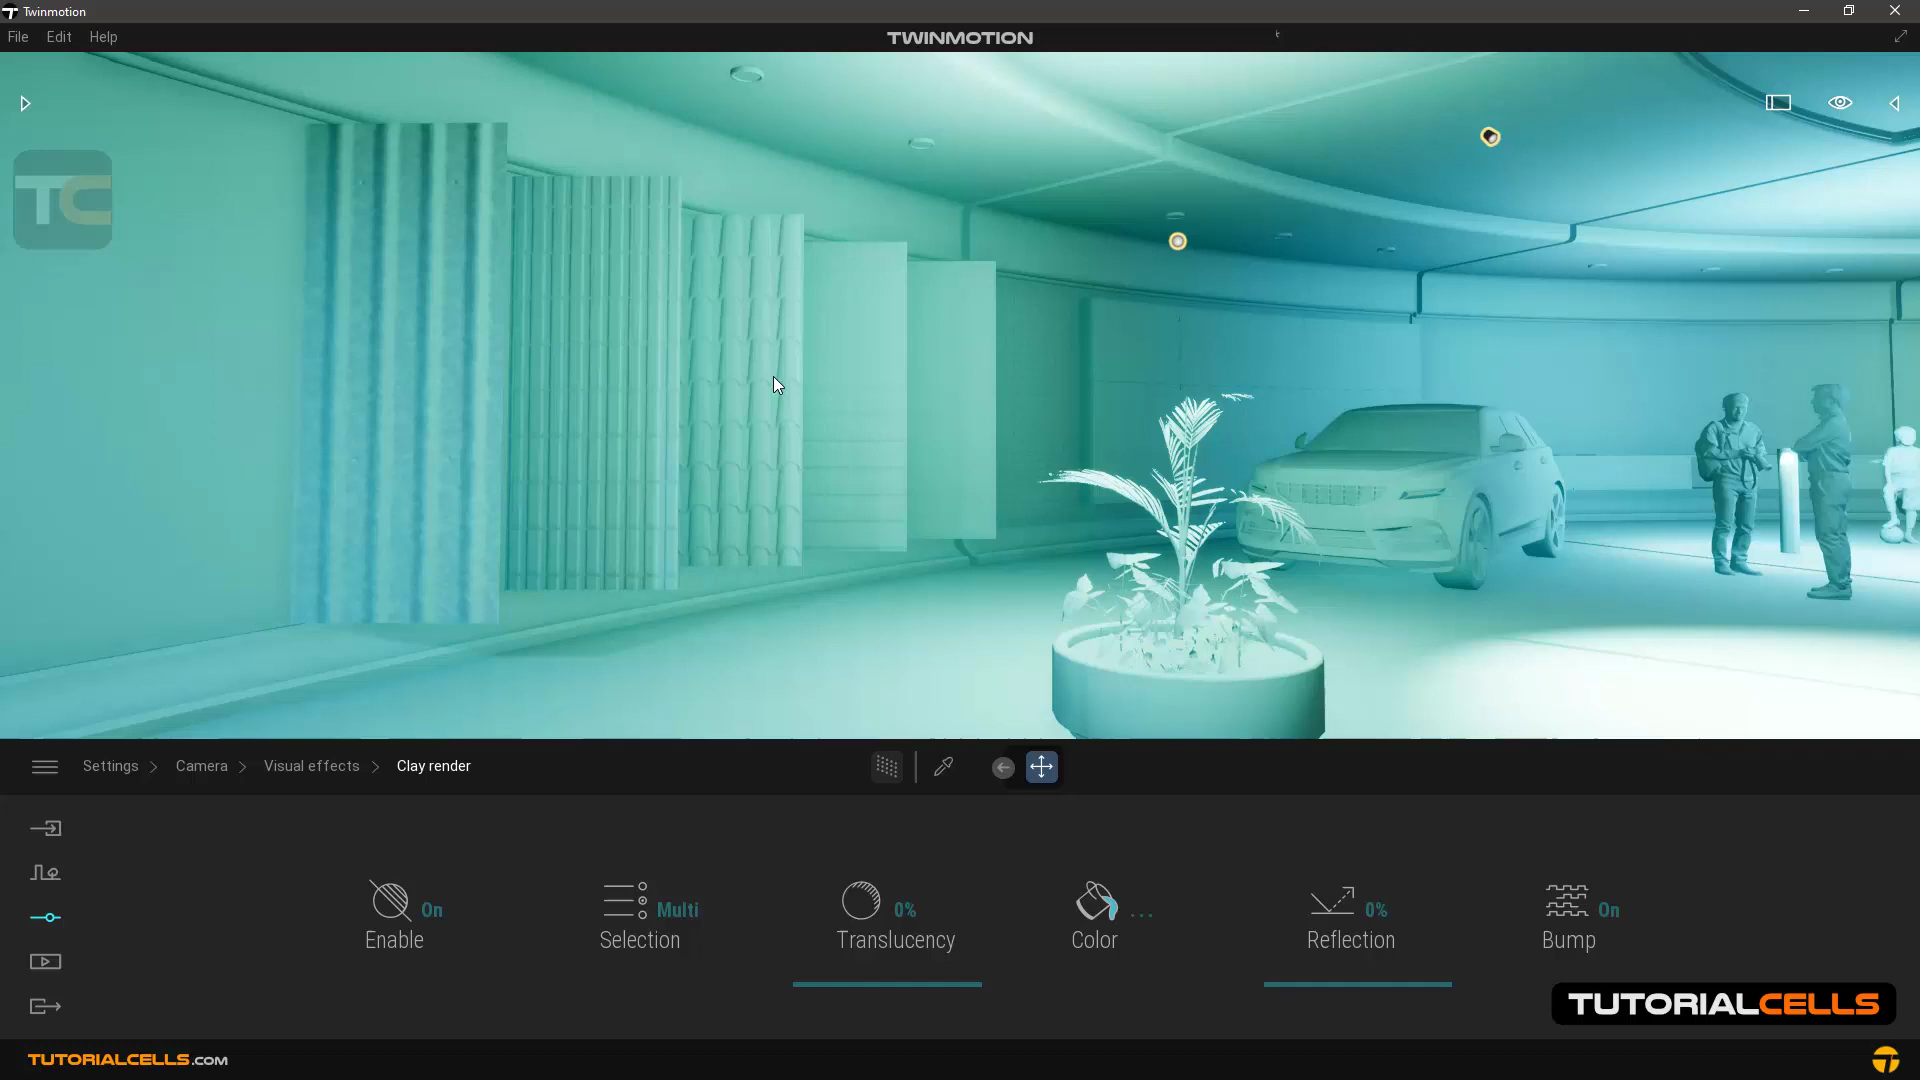 Twinmotion
File Edit Help
TWINMOTION
TC
Settings Camera Visual effects Clay render
On
Enable
Multi
Selection
0%
Translucency
...
Color
0%
Reflection
On
Bump
TUTORIALCELLS
TUTORIALCELLS.COM